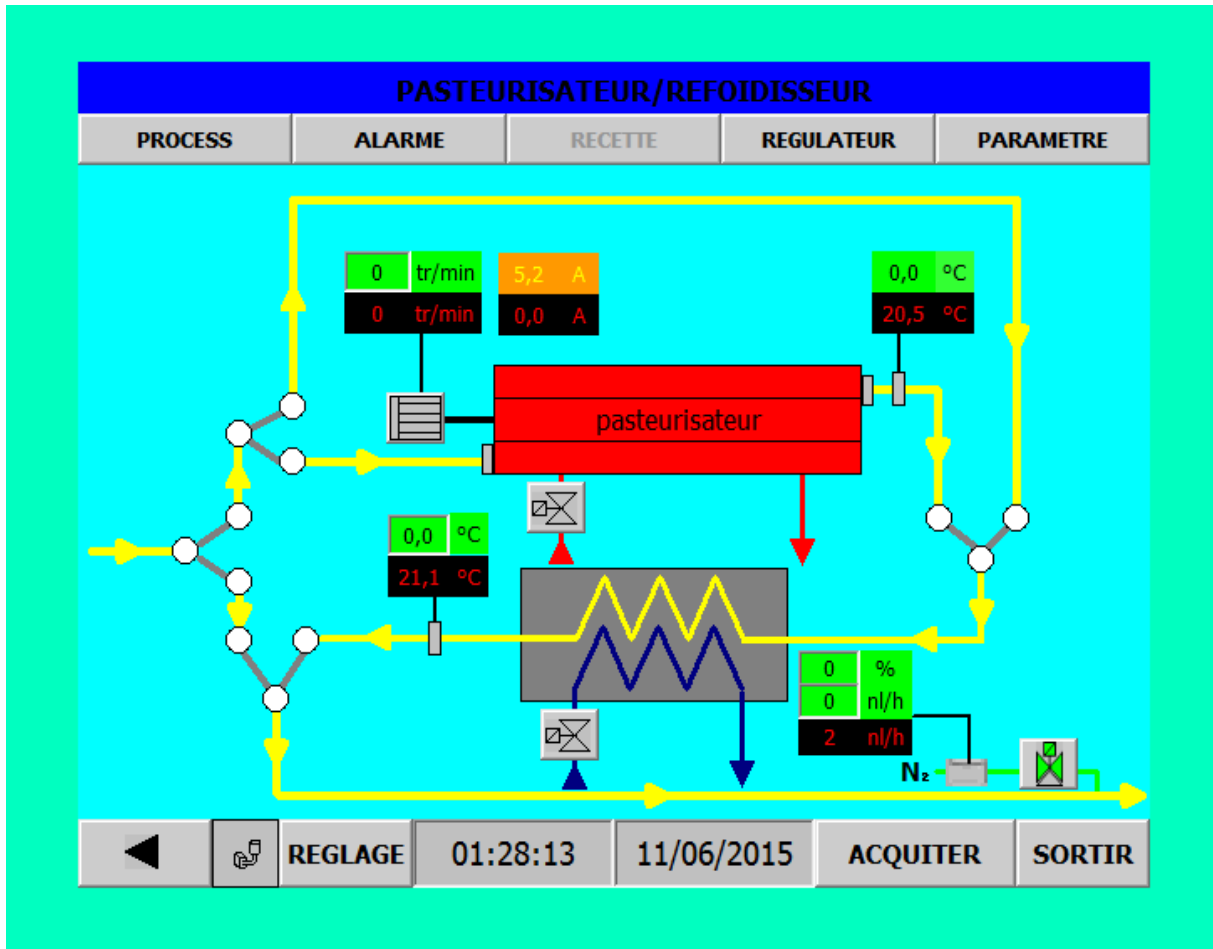 PASTEURISATEUR/REFOIDISSEUR
PROCESS ALARME RECETTE REGULATEUR PARAMETRE
0 tr/min 5,2 A 0,0 °C
0 tr/min 0,0 A 20,5 °C
pasteurisateur
0,0 °C
21,1 °C
0 %
0 nl/h
2 nl/h
N₂
REGLAGE 01:28:13 11/06/2015 ACQUITER SORTIR